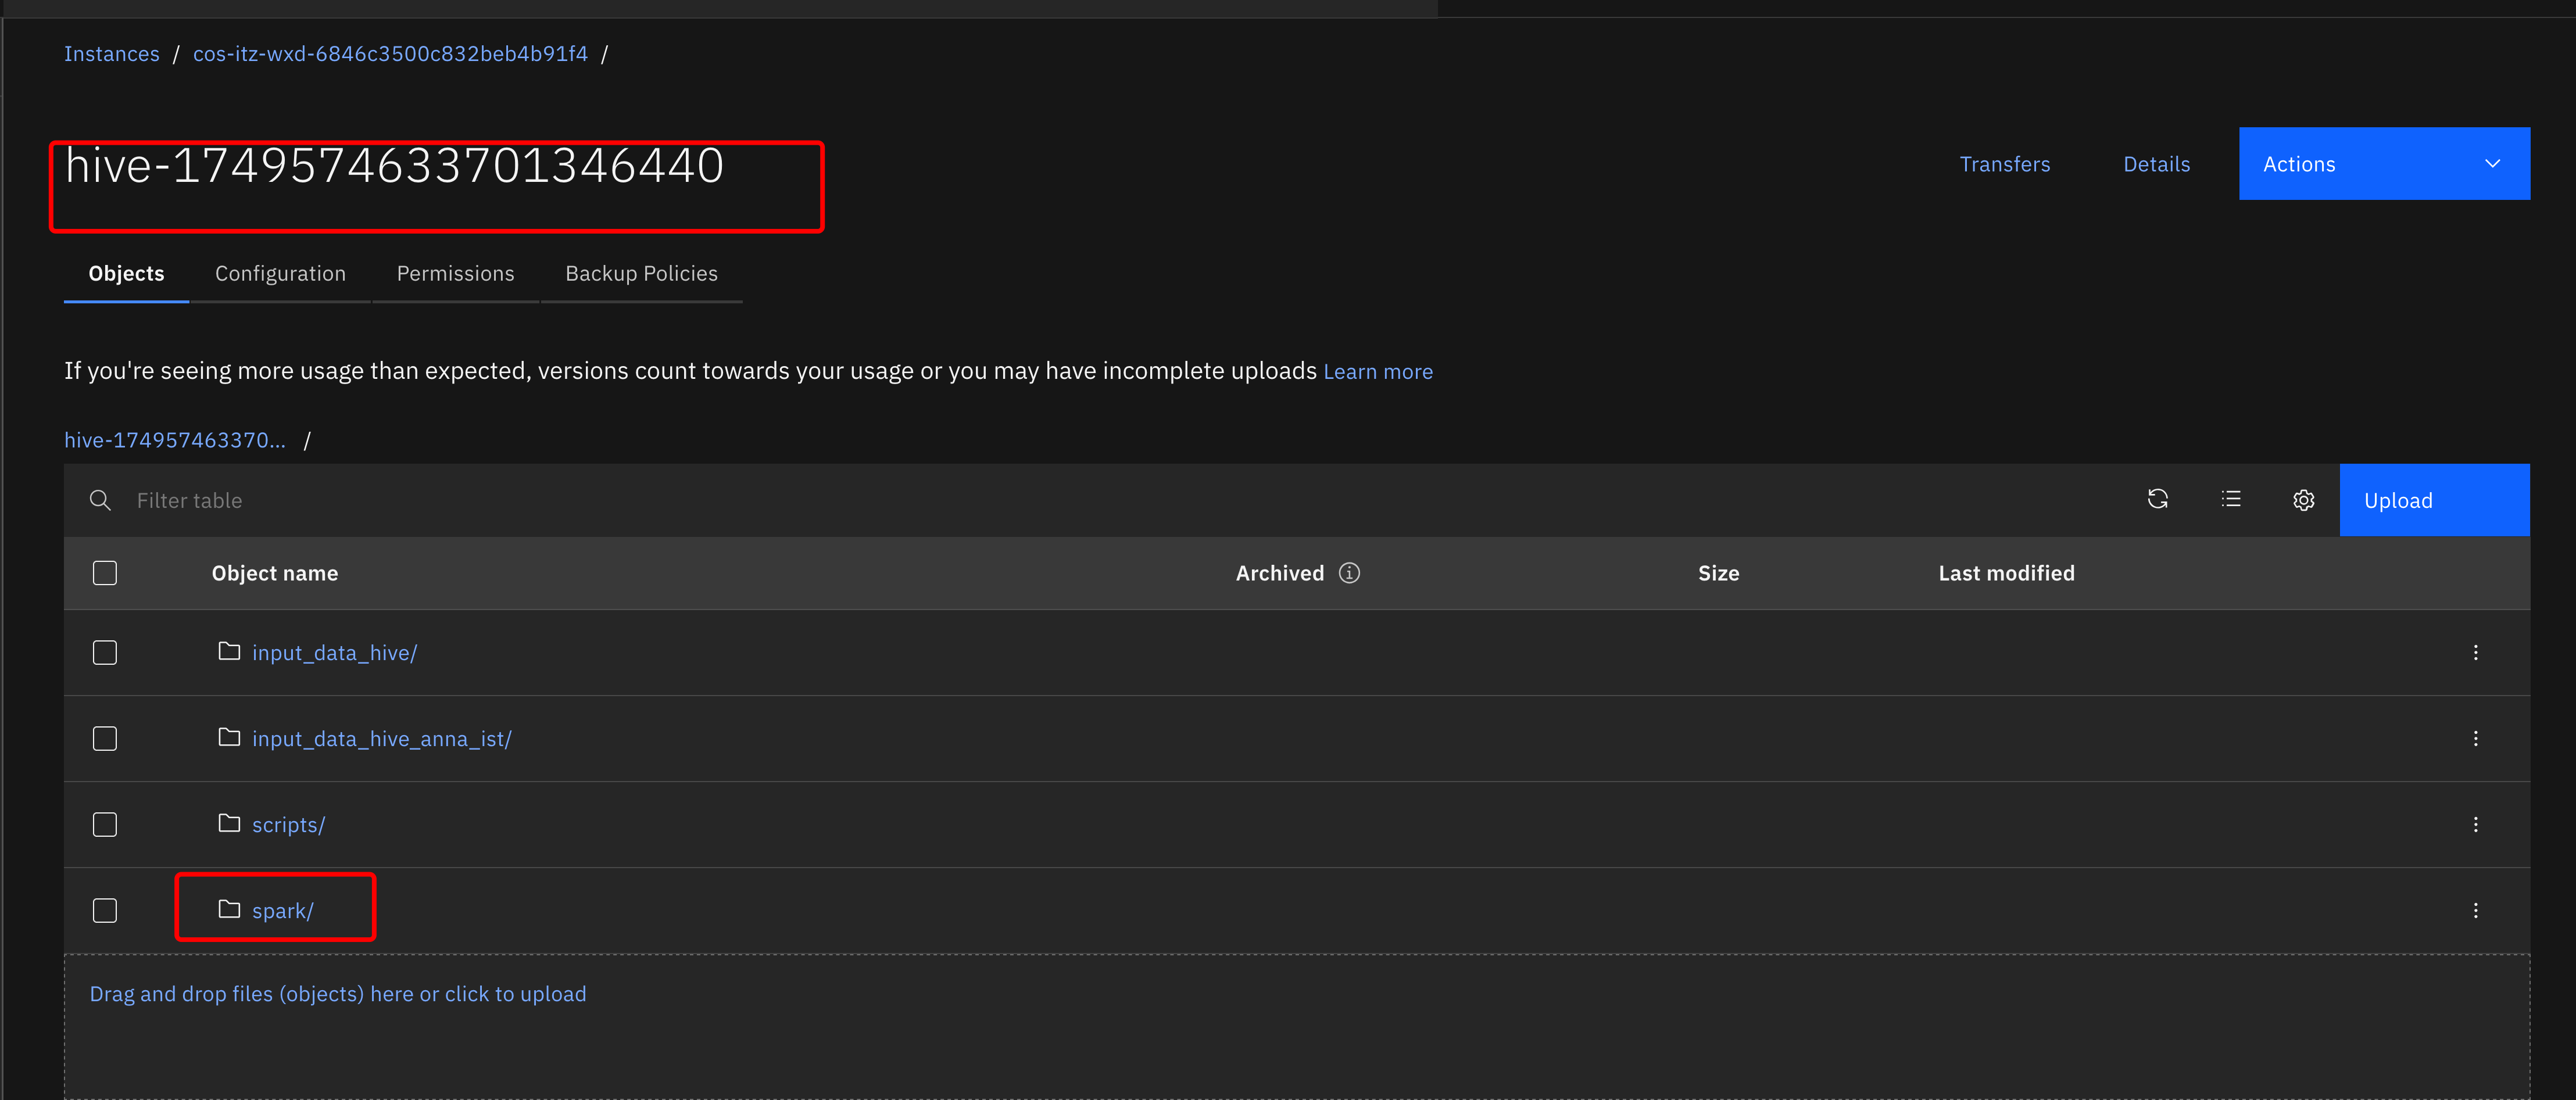 Instances / cos-itz-wxd-6846c3500c832beb4b91f4 /
hive-1749574633701346440
Transfers
Details
Actions
Objects
Configuration
Permissions
Backup Policies
If you're seeing more usage than expected, versions count towards your usage or you may have incomplete uploads Learn more
hive-174957463370... /
Filter table
Upload
Object name
Archived
Size
Last modified
input_data_hive/
input_data_hive_anna_ist/
scripts/
spark/
Drag and drop files (objects) here or click to upload